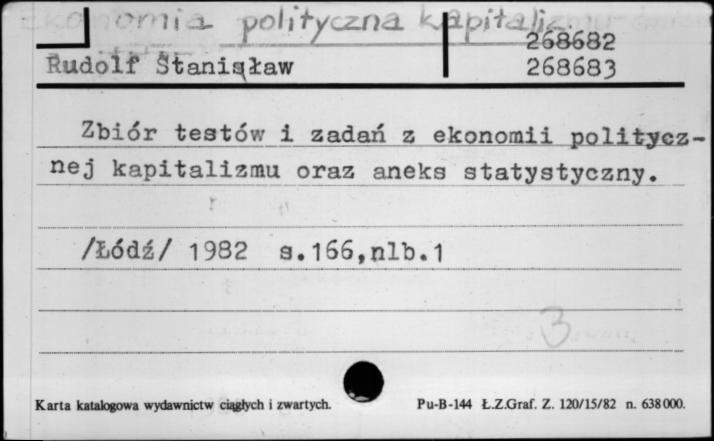 Ekonomia polityczna kapitalizmu
268682
Rudolf Stanisław 268683
Zbiór testów i zadań z ekonomii politycz-
nej kapitalizmu oraz aneks statystyczny.
/Łódź/ 1982 s.166,nlb.1
3
Karta katalogowa wydawnictw ciągłych i zwartych. Pu-B-144 Ł.Z.Graf. Z. 120/15/82 n. 638000.